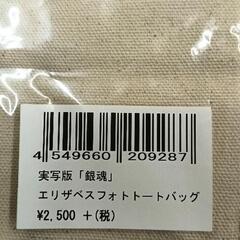 4 549660 209287
実写版「銀魂」
エリザベスフォトトートバッグ
¥2,500 +(税)